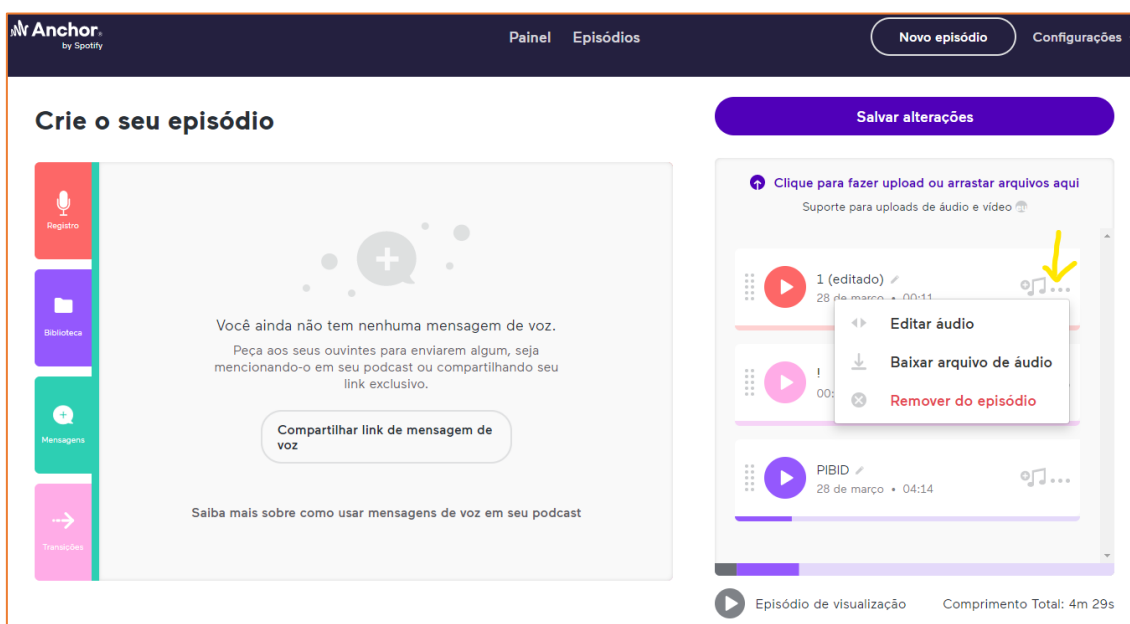 Anchor.
by Spotify
Painel Episódios
Novo episódio
Configurações
Crie o seu episódio
Salvar alterações
Registro
Biblioteca
Mensagens
Transições
Você ainda não tem nenhuma mensagem de voz.
Peça aos seus ouvintes para enviarem algum, seja
mencionando-o em seu podcast ou compartilhando seu
link exclusivo.
Compartilhar link de mensagem de
voz
Saiba mais sobre como usar mensagens de voz em seu podcast
Clique para fazer upload ou arrastar arquivos aqui
Suporte para uploads de áudio e vídeo
1 (editado)
28 de março • 00:11
Editar áudio
Baixar arquivo de áudio
Remover do episódio
!
00:
PIBID
28 de março • 04:14
Episódio de visualização
Comprimento Total: 4m 29s